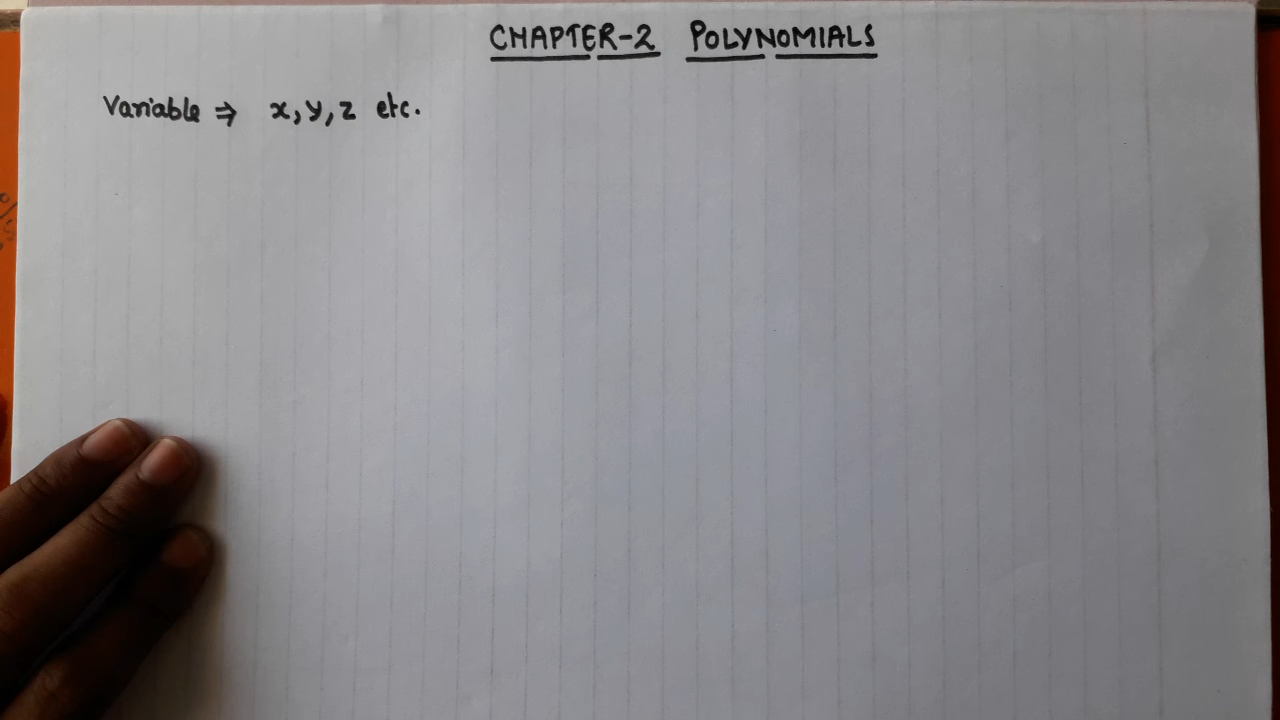 CHAPTER-2 POLYNOMIALS
Variable ⇒ x, y, z etc.